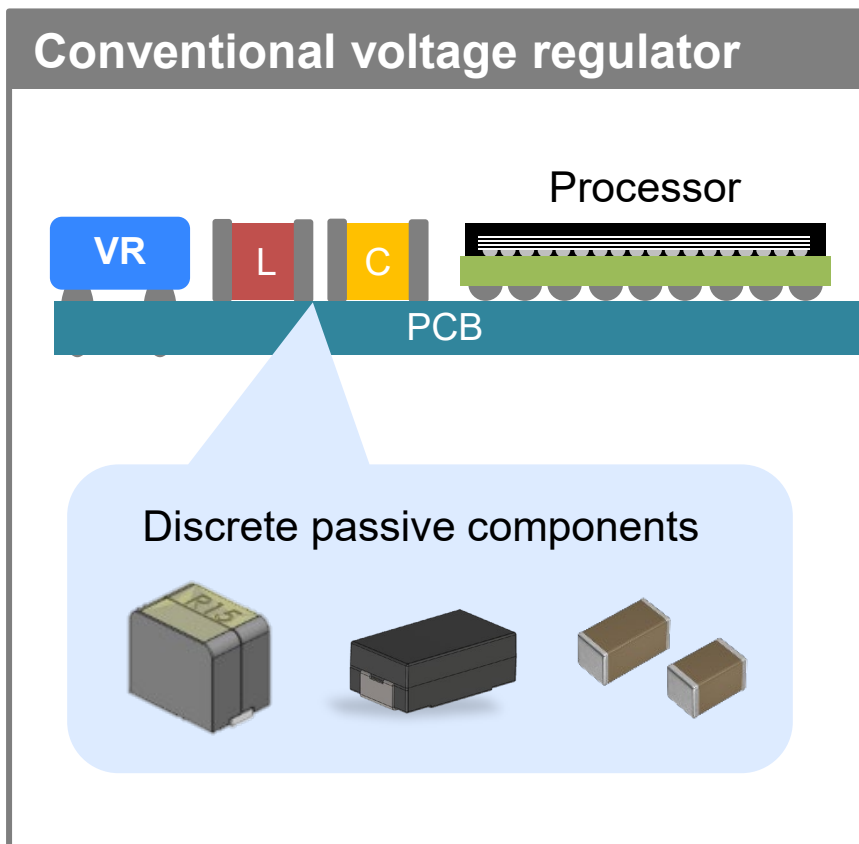 Conventional voltage regulator
Processor
VR
L
C
PCB
Discrete passive components
R15